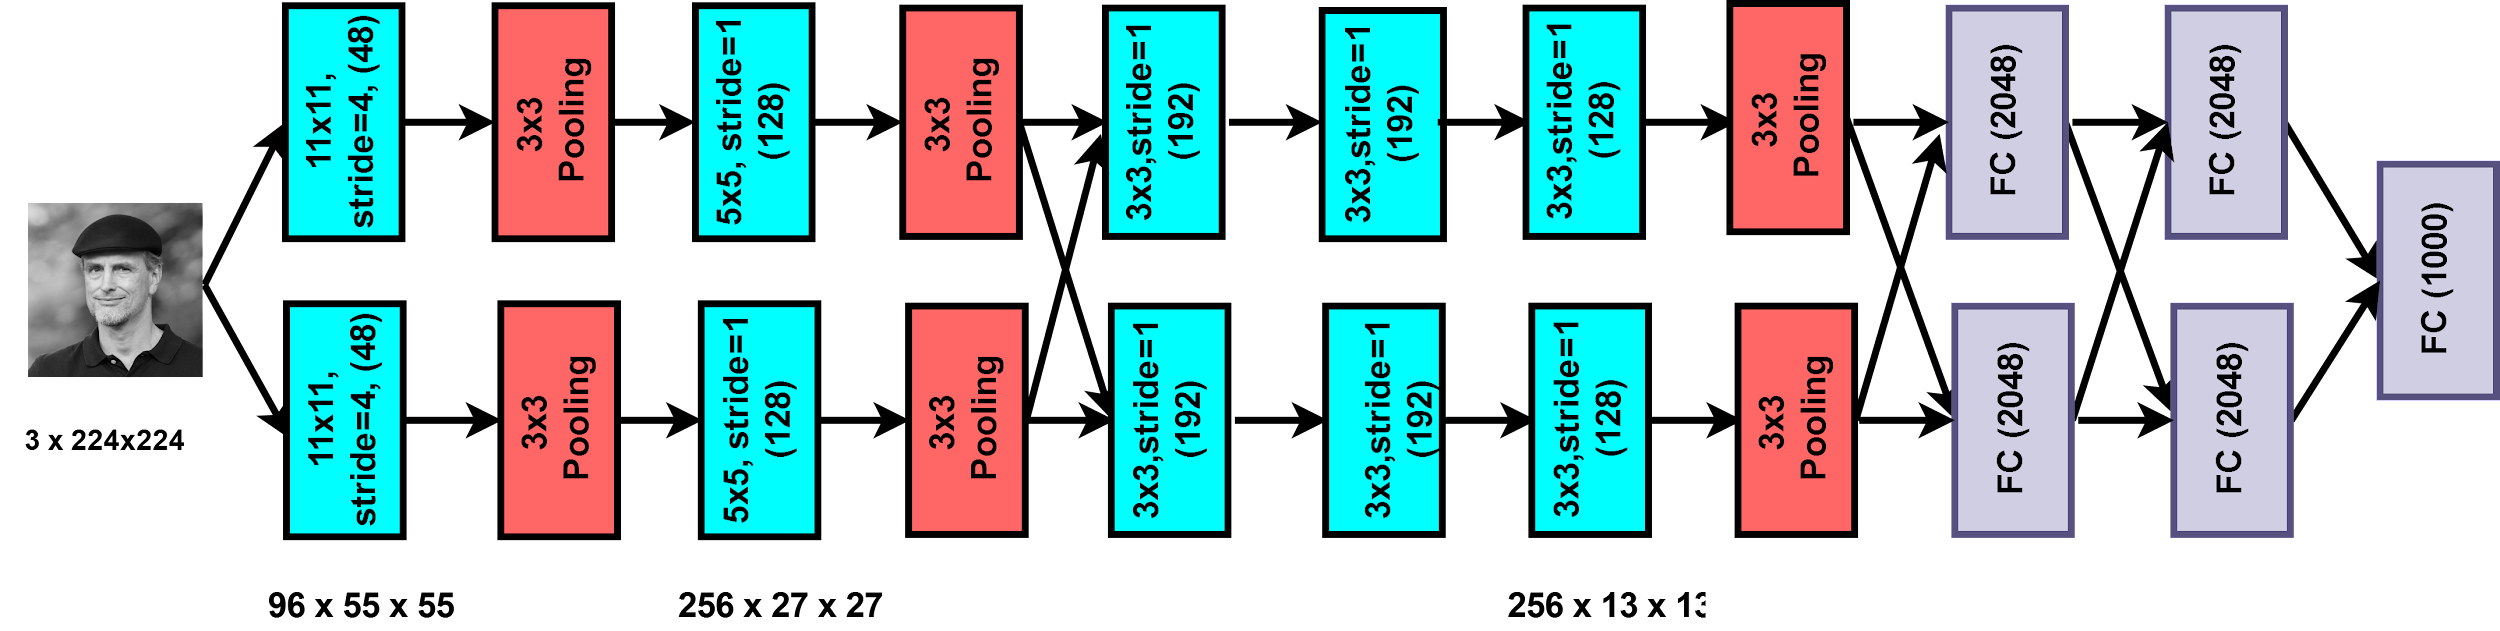 11x11,
stride=4, (48)
3x3
Pooling
5x5, stride=1
(128)
3x3
Pooling
3x3,stride=1
(192)
3x3,stride=1
(192)
3x3,stride=1
(128)
3x3
Pooling
FC (2048)
FC (2048)
FC (1000)
3 x 224x224
11x11,
stride=4, (48)
3x3
Pooling
5x5, stride=1
(128)
3x3
Pooling
3x3,stride=1
(192)
3x3,stride=1
(192)
3x3,stride=1
(128)
3x3
Pooling
FC (2048)
FC (2048)
96 x 55 x 55
256 x 27 x 27
256 x 13 x 13